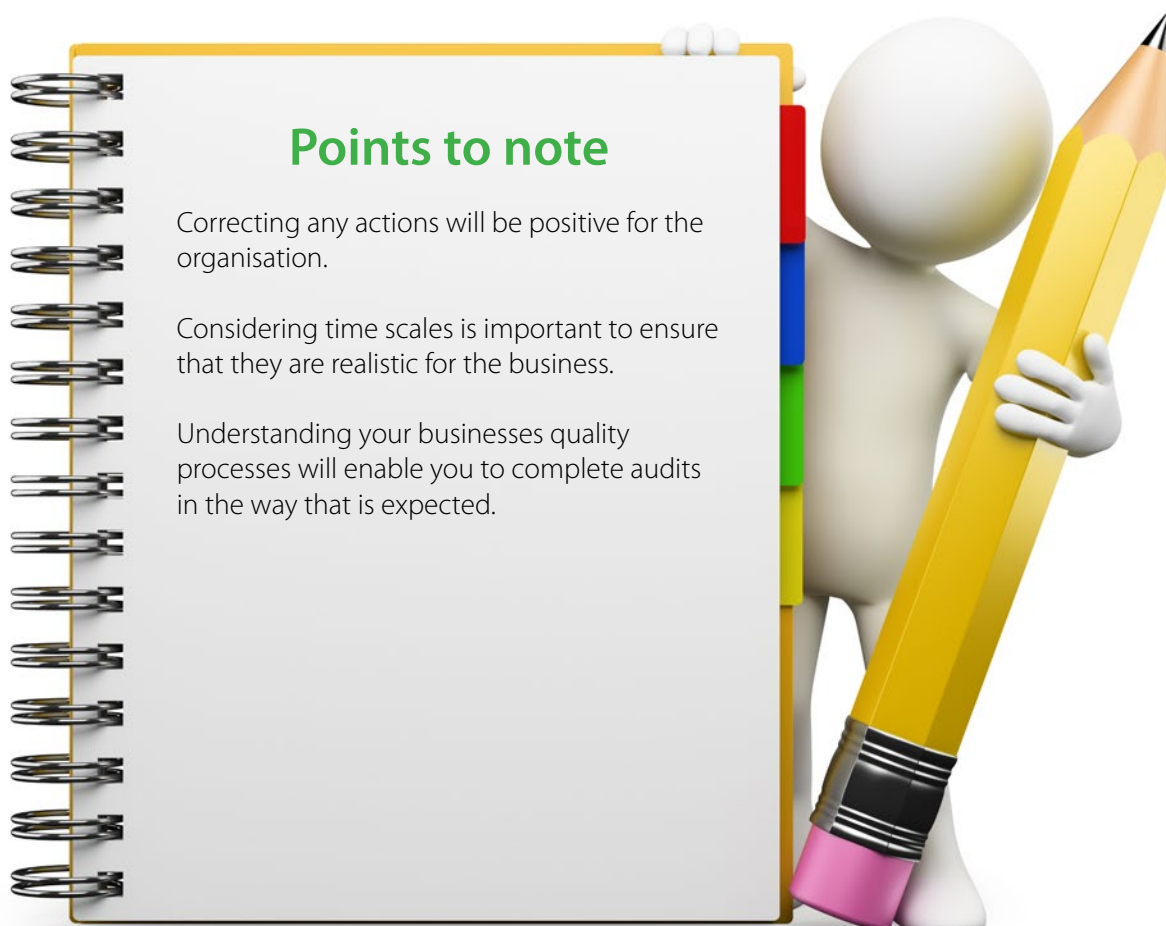 Points to note
Correcting any actions will be positive for the
organisation.
Considering time scales is important to ensure
that they are realistic for the business.
Understanding your businesses quality
processes will enable you to complete audits
in the way that is expected.